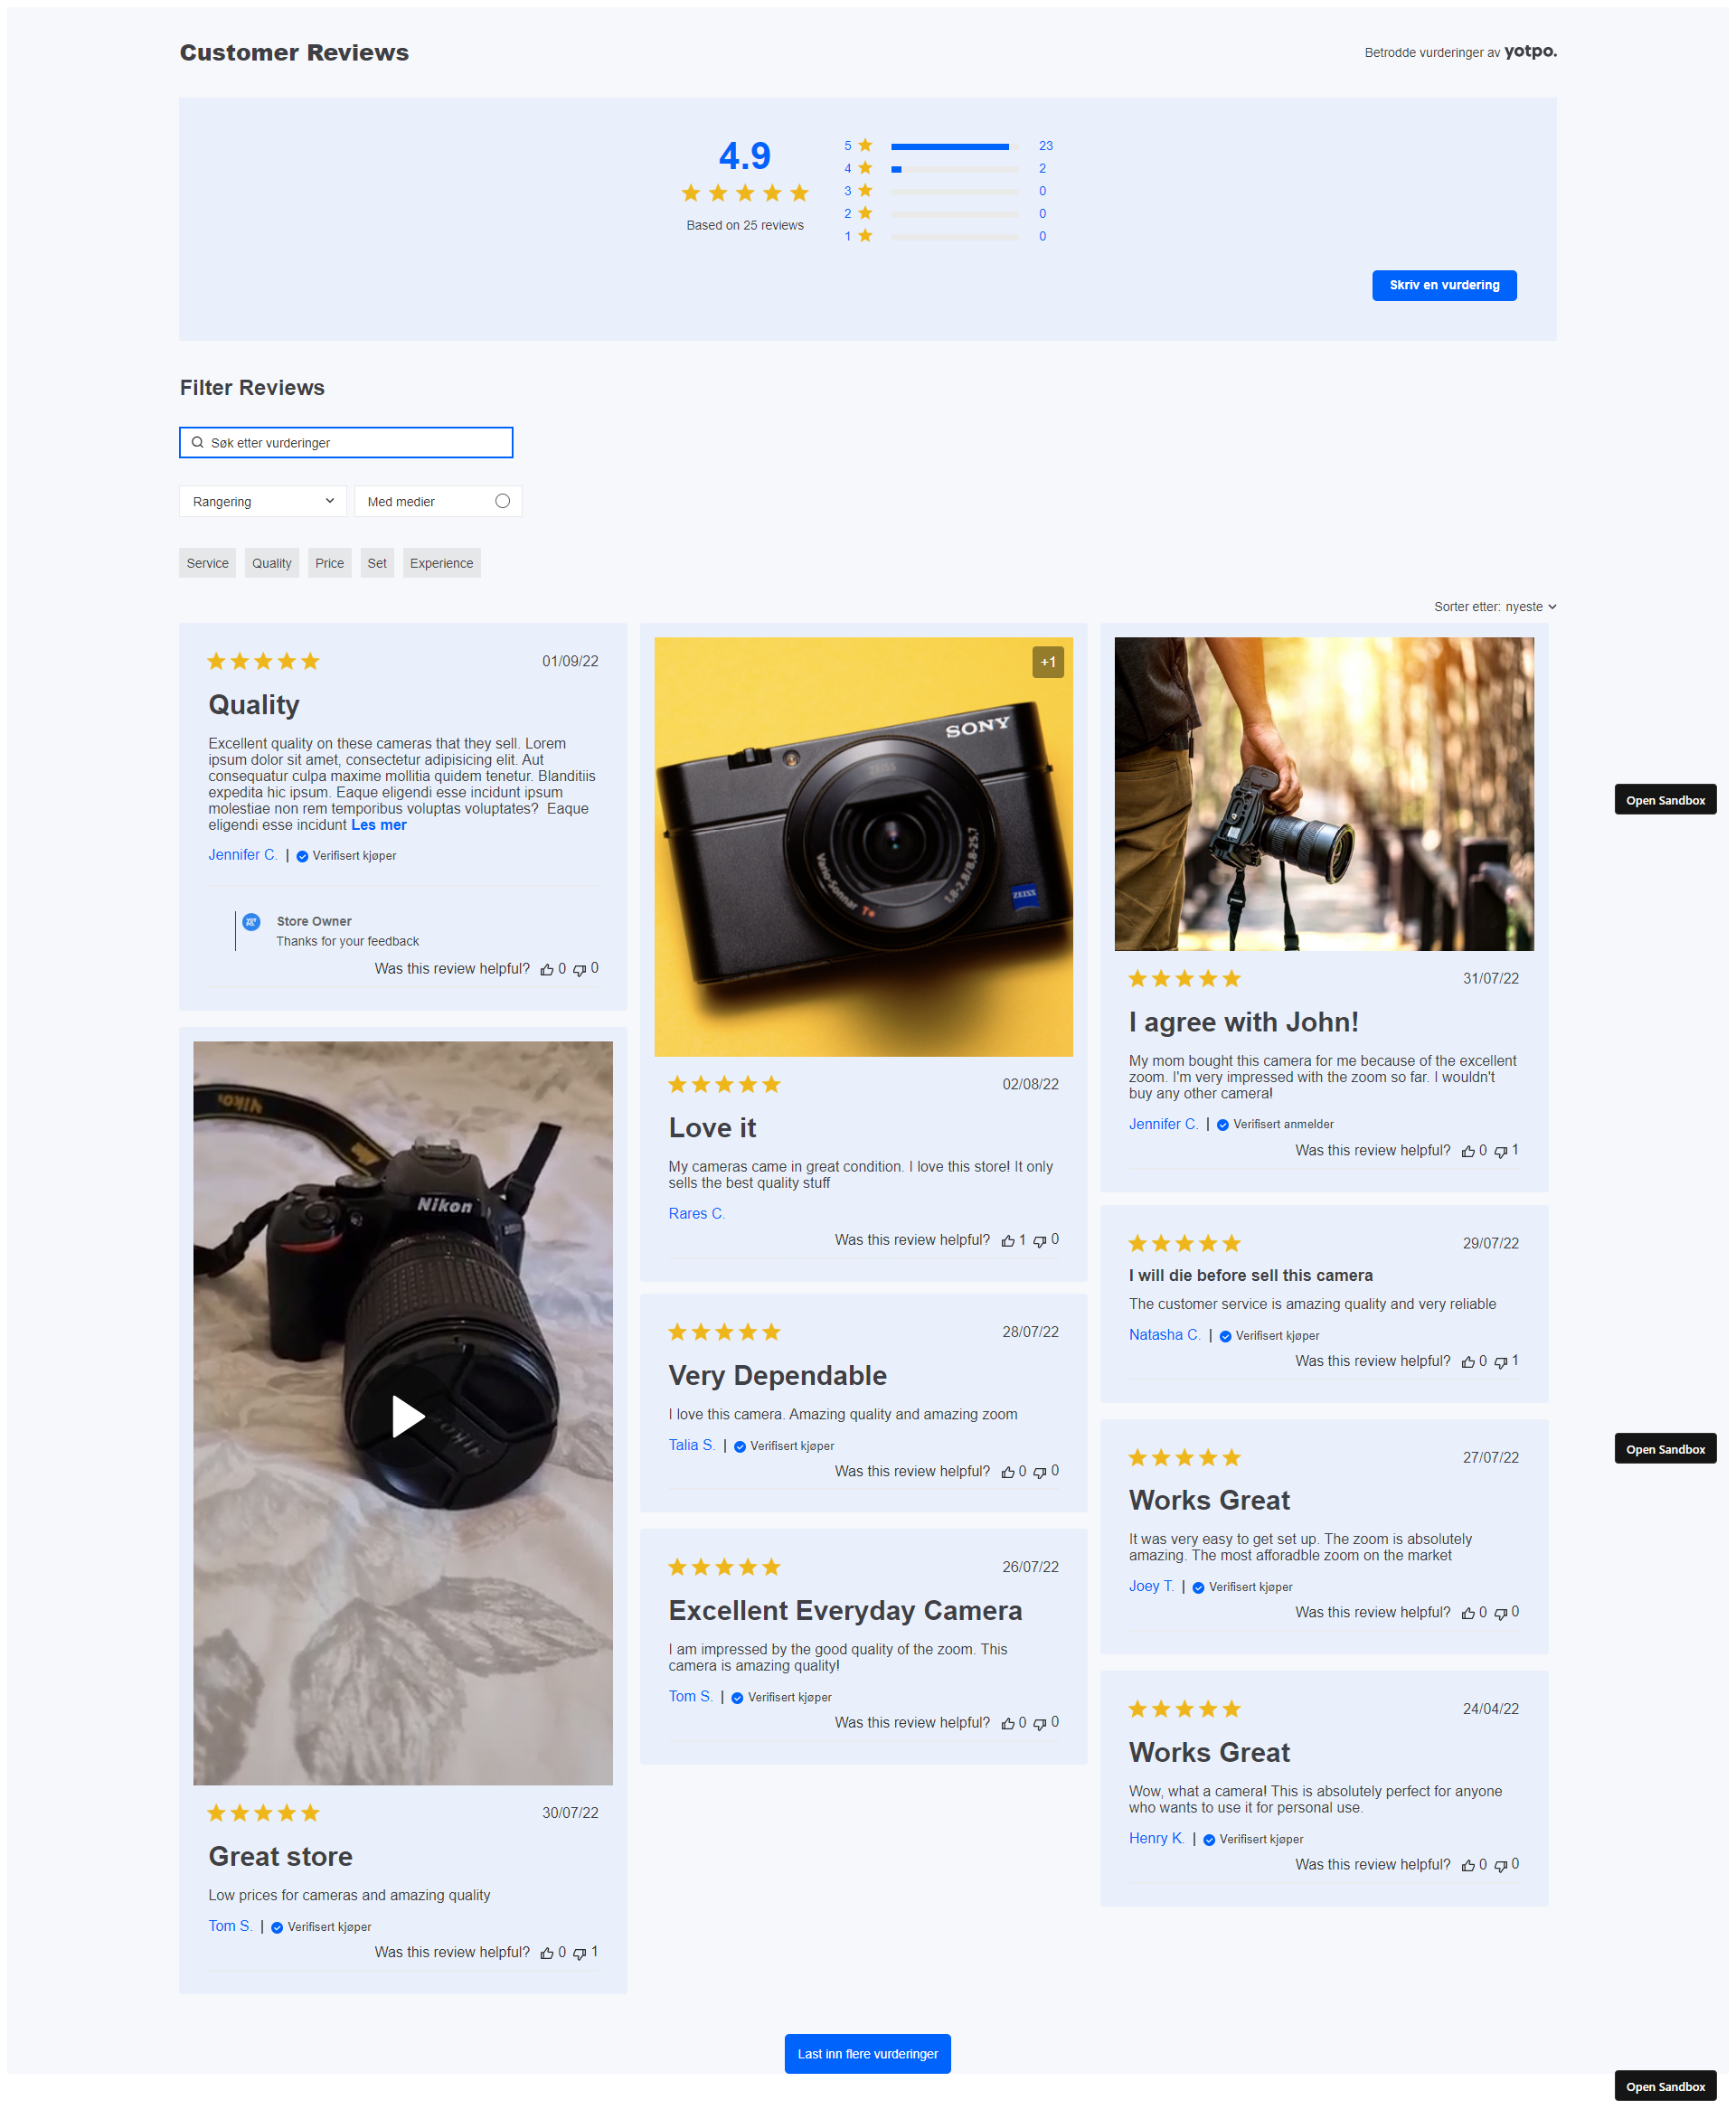 Customer Reviews
Betrodde vurderinger av yotpo.
4.9
Based on 25 reviews
5 23
4 2
3 0
2 0
1 0
Skriv en vurdering
Filter Reviews
Søk etter vurderinger
Rangering
Med medier
Service Quality Price Set Experience
Sorter etter: nyeste
01/09/22
Quality
Excellent quality on these cameras that they sell. Lorem
ipsum dolor sit amet, consectetur adipisicing elit. Aut
consequatur culpa maxime mollitia quidem tenetur. Blanditiis
expedita hic ipsum. Eaque eligendi esse incidunt ipsum
molestiae non rem temporibus voluptas voluptates?  Eaque
eligendi esse incidunt Les mer
Jennifer C. | Verifisert kjøper
Store Owner
Thanks for your feedback
Was this review helpful? 0 0
Nikon
Nikon
30/07/22
Great store
Low prices for cameras and amazing quality
Tom S. | Verifisert kjøper
Was this review helpful? 0 1
+1
SONY
ZEISS
Vario-Sonnar T* 1,8-2,8/8,8-25,7
ZEISS
02/08/22
Love it
My cameras came in great condition. I love this store! It only
sells the best quality stuff
Rares C.
Was this review helpful? 1 0
28/07/22
Very Dependable
I love this camera. Amazing quality and amazing zoom
Talia S. | Verifisert kjøper
Was this review helpful? 0 0
26/07/22
Excellent Everyday Camera
I am impressed by the good quality of the zoom. This
camera is amazing quality!
Tom S. | Verifisert kjøper
Was this review helpful? 0 0
31/07/22
I agree with John!
My mom bought this camera for me because of the excellent
zoom. I'm very impressed with the zoom so far. I wouldn't
buy any other camera!
Jennifer C. | Verifisert anmelder
Was this review helpful? 0 1
29/07/22
I will die before sell this camera
The customer service is amazing quality and very reliable
Natasha C. | Verifisert kjøper
Was this review helpful? 0 1
27/07/22
Works Great
It was very easy to get set up. The zoom is absolutely
amazing. The most afforadble zoom on the market
Joey T. | Verifisert kjøper
Was this review helpful? 0 0
24/04/22
Works Great
Wow, what a camera! This is absolutely perfect for anyone
who wants to use it for personal use.
Henry K. | Verifisert kjøper
Was this review helpful? 0 0
Open Sandbox
Open Sandbox
Last inn flere vurderinger
Open Sandbox